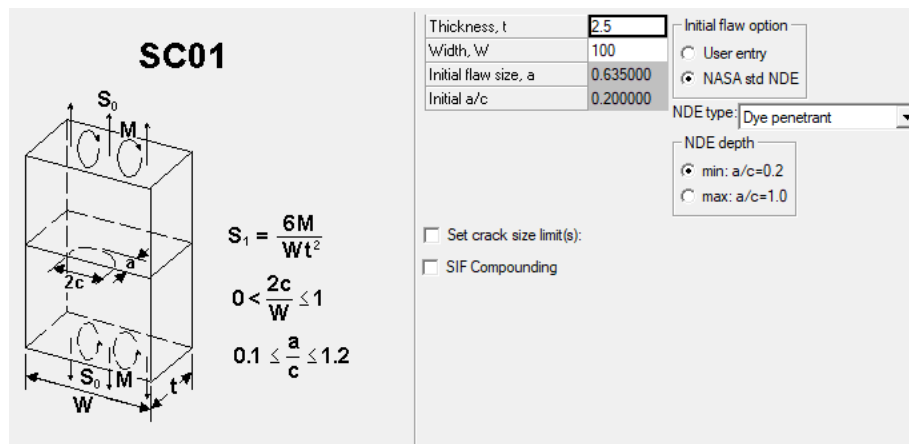 SC01
S₀
M
a
2c
S₀ M
W
t
S₁ = 6M / Wt²
0 < 2c/W ≤ 1
0.1 ≤ a/c ≤ 1.2
Thickness, t 2.5
Width, W 100
Initial flaw size, a 0.635000
Initial a/c 0.200000
Initial flaw option
User entry
NASA std NDE
NDE type: Dye penetrant
NDE depth
min: a/c=0.2
max: a/c=1.0
Set crack size limit(s):
SIF Compounding